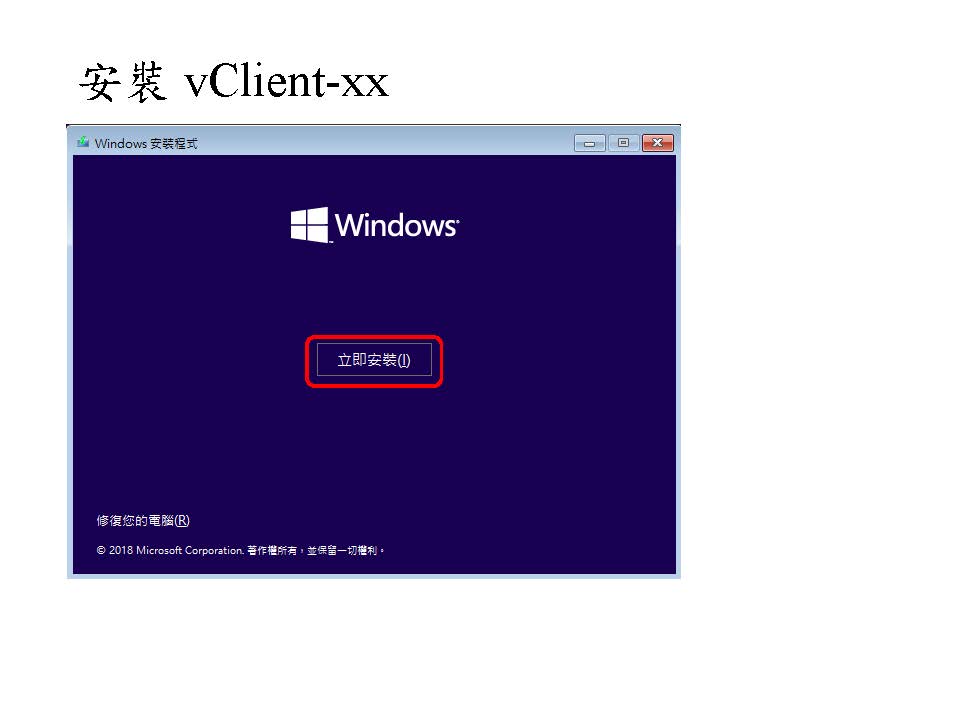 安裝 vClient-xx
Windows 安裝程式
Windows
立即安裝(I)
修復您的電腦(R)
© 2018 Microsoft Corporation. 著作權所有，並保留一切權利。